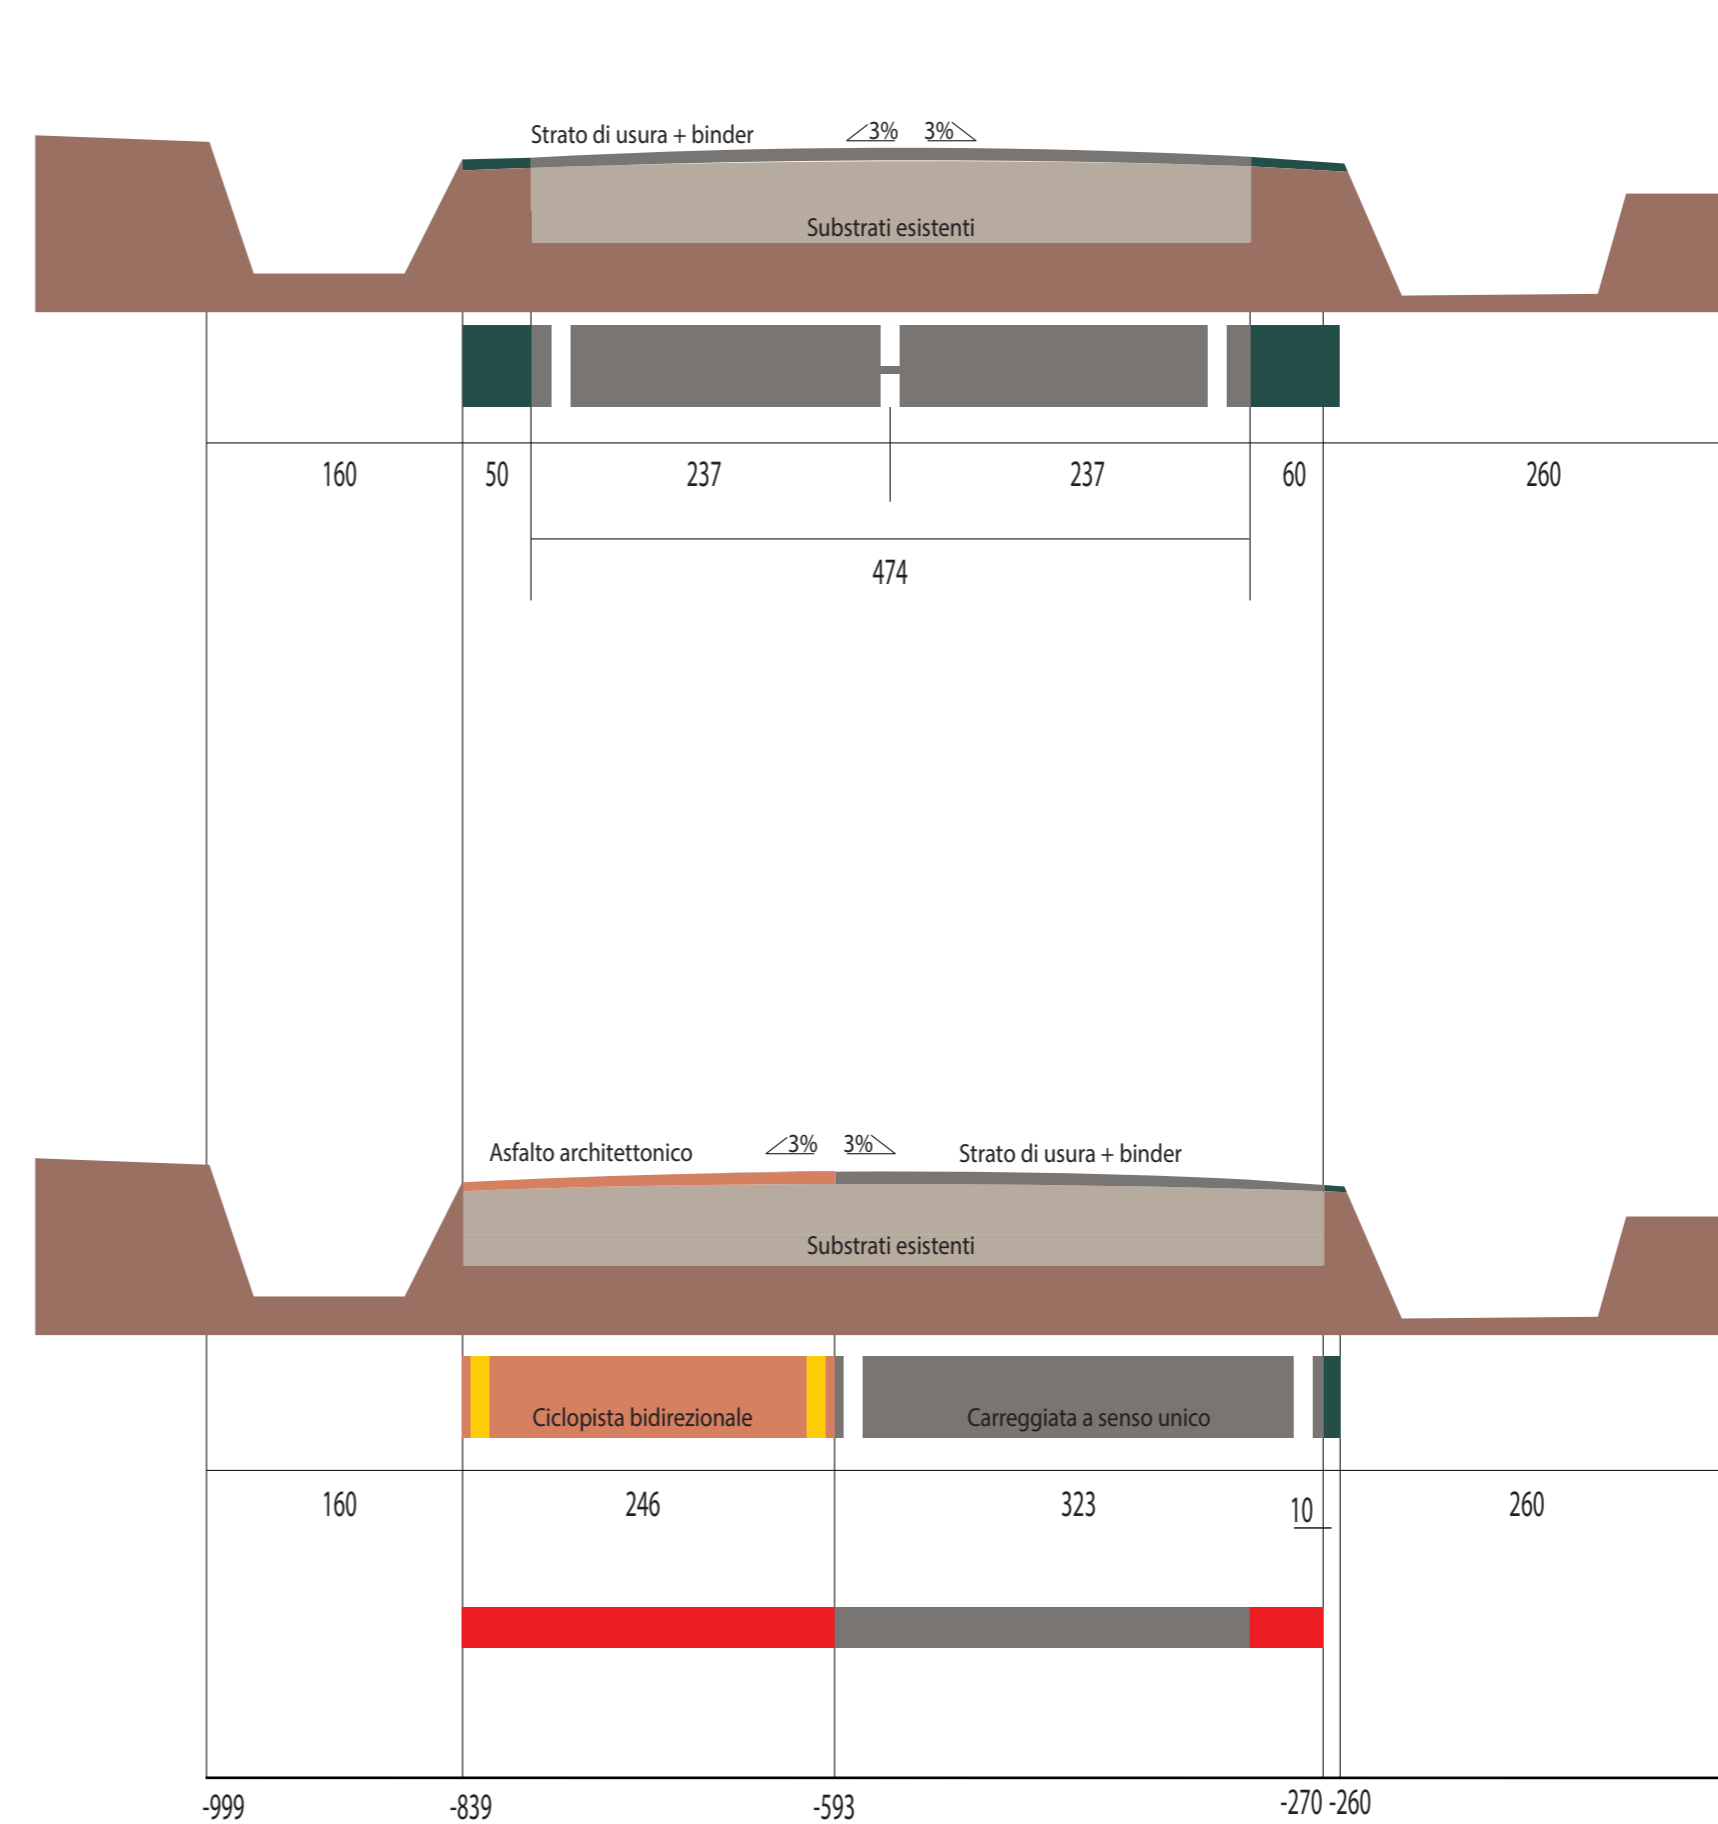 Strato di usura + binder
3% 3%
Substrati esistenti
160 50 237 237 60 260
474
Asfalto architettonico
3% 3%
Strato di usura + binder
Substrati esistenti
Ciclopista bidirezionale
Carreggiata a senso unico
160 246 323 10 260
-999 -839 -593 -270 -260